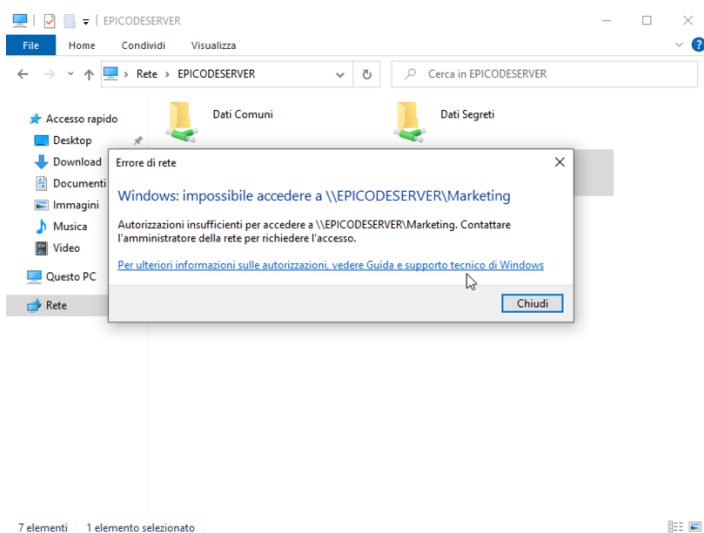 EPICODESERVER
File Home Condividi Visualizza
Rete > EPICODESERVER
Cerca in EPICODESERVER
Accesso rapido
Desktop
Download
Documenti
Immagini
Musica
Video
Questo PC
Rete
Dati Comuni
Dati Segreti
Errore di rete
Windows: impossibile accedere a \\EPICODESERVER\Marketing
Autorizzazioni insufficienti per accedere a \\EPICODESERVER\Marketing. Contattare
l'amministratore della rete per richiedere l'accesso.
Per ulteriori informazioni sulle autorizzazioni, vedere Guida e supporto tecnico di Windows
Chiudi
7 elementi 1 elemento selezionato